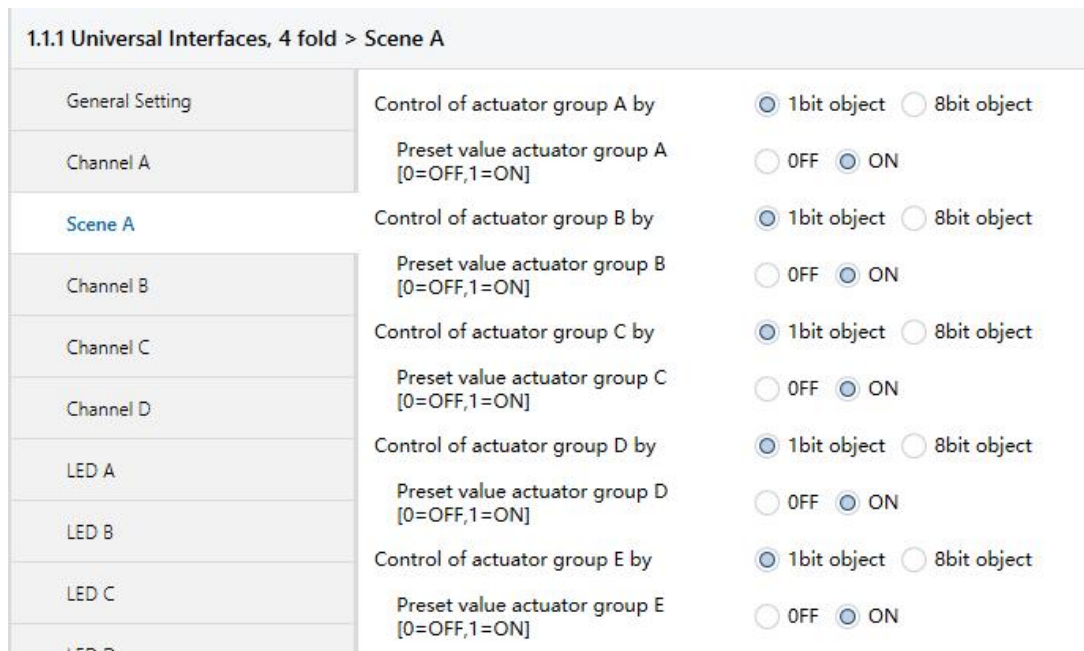 1.1.1 Universal Interfaces, 4 fold > Scene A
General Setting
Channel A
Scene A
Channel B
Channel C
Channel D
LED A
LED B
LED C
Control of actuator group A by 1bit object 8bit object
Preset value actuator group A
[0=OFF,1=ON] OFF ON
Control of actuator group B by 1bit object 8bit object
Preset value actuator group B
[0=OFF,1=ON] OFF ON
Control of actuator group C by 1bit object 8bit object
Preset value actuator group C
[0=OFF,1=ON] OFF ON
Control of actuator group D by 1bit object 8bit object
Preset value actuator group D
[0=OFF,1=ON] OFF ON
Control of actuator group E by 1bit object 8bit object
Preset value actuator group E
[0=OFF,1=ON] OFF ON